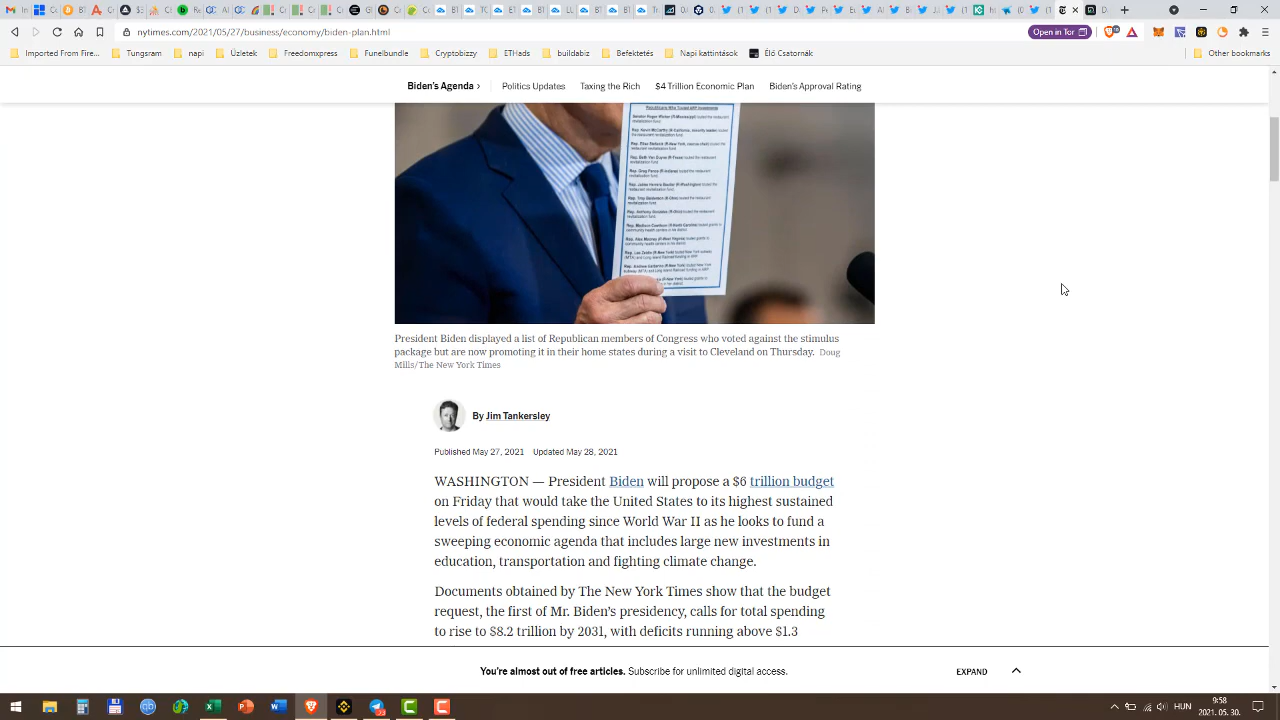 nytimes.com/2021/05/27/business/economy/biden-plan.html
Open in Tor
Imported From Fire...
Tungsram
napi
Üzletek
Freedomxpress
Fundbundle
Cryptobizzy
ETHads
buildabiz
Befektetés
Napi kattintások
Élő Csatornák
Other bookmarks
Biden's Agenda
Politics Updates
Taxing the Rich
$4 Trillion Economic Plan
Biden's Approval Rating
President Biden displayed a list of Republican members of Congress who voted against the stimulus
package but are now promoting it in their home states during a visit to Cleveland on Thursday. Doug
Mills/The New York Times
By Jim Tankersley
Published May 27, 2021 Updated May 28, 2021
WASHINGTON — President Biden will propose a $6 trillion budget
on Friday that would take the United States to its highest sustained
levels of federal spending since World War II as he looks to fund a
sweeping economic agenda that includes large new investments in
education, transportation and fighting climate change.
Documents obtained by The New York Times show that the budget
request, the first of Mr. Biden's presidency, calls for total spending
to rise to $8.2 trillion by 2031, with deficits running above $1.3
You're almost out of free articles. Subscribe for unlimited digital access.
EXPAND
HUN
9:58
2021. 05. 30.